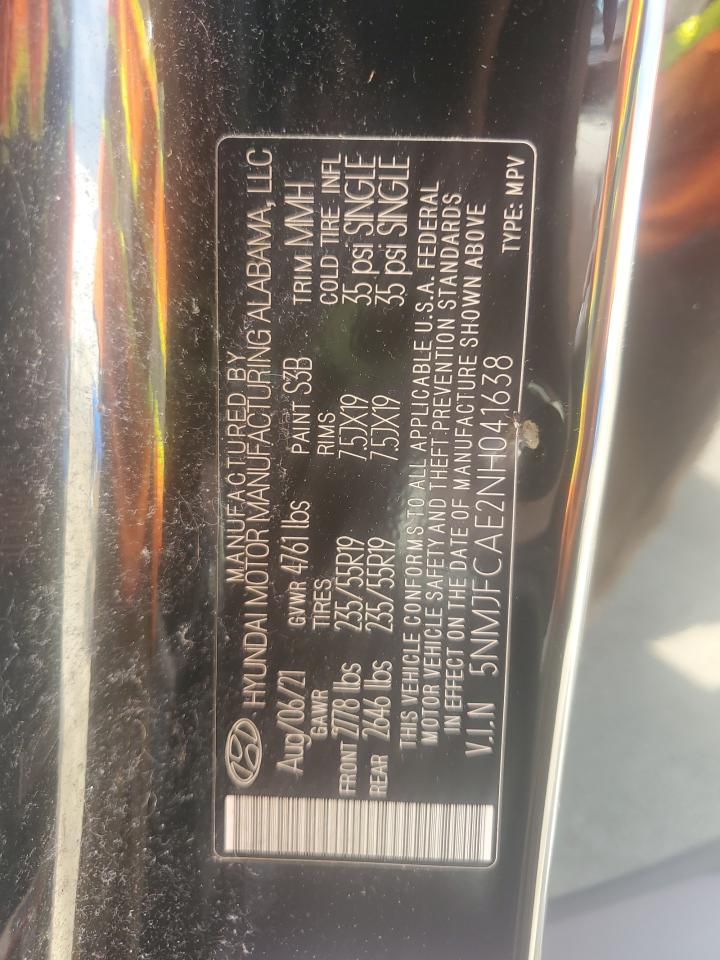 MANUFACTURED BY
HYUNDAI MOTOR MANUFACTURING ALABAMA, LLC
Aug/06/21 GVWR 4761 lbs PAINT S3B TRIM MMH
GAWR TIRES RIMS COLD TIRE INFL
FRONT 2778 lbs 235/55R19 7.5JX19 35 psi SINGLE
REAR 2646 lbs 235/55R19 7.5JX19 35 psi SINGLE
THIS VEHICLE CONFORMS TO ALL APPLICABLE U.S.A. FEDERAL
MOTOR VEHICLE SAFETY AND THEFT PREVENTION STANDARDS
IN EFFECT ON THE DATE OF MANUFACTURE SHOWN ABOVE
V.I.N 5NMJFCAE2NH041638 TYPE: MPV